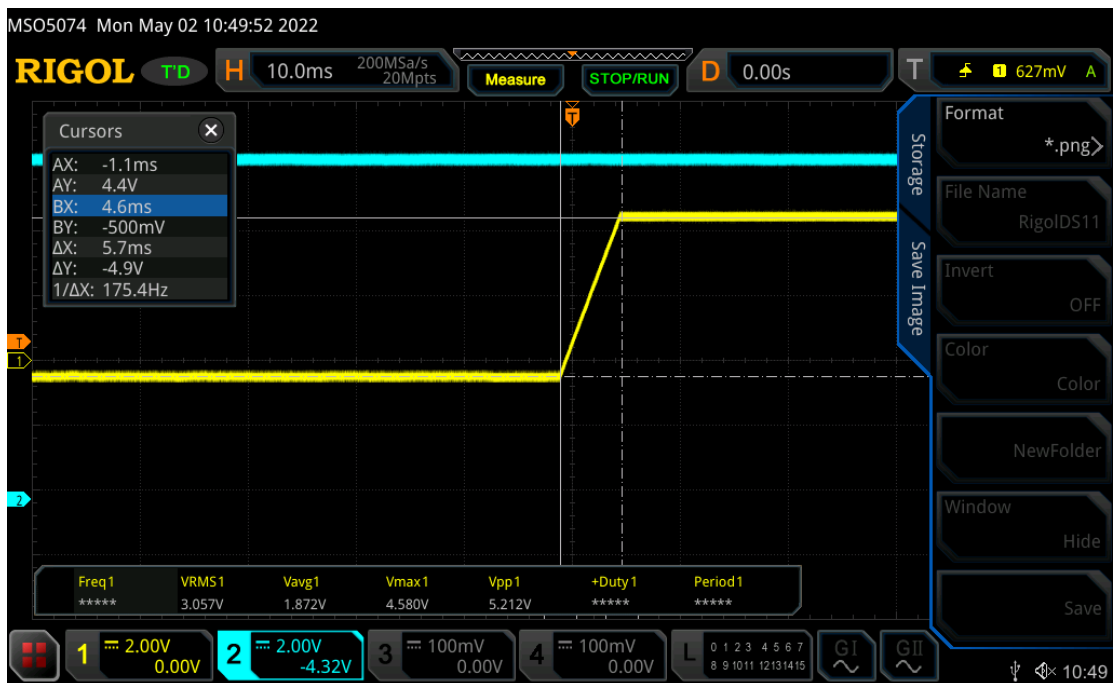 MSO5074 Mon May 02 10:49:52 2022
RIGOL T'D H 10.0ms 200MSa/s 20Mpts Measure STOP/RUN D 0.00s T 1 627mV A
T
Cursors
AX: -1.1ms
AY: 4.4V
BX: 4.6ms
BY: -500mV
ΔX: 5.7ms
ΔY: -4.9V
1/ΔX: 175.4Hz
T
1
2
Storage
Save Image
Format
*.png
File Name
RigolDS11
Invert
OFF
Color
Color
NewFolder
Window
Hide
Save
Freq1 VRMS1 Vavg1 Vmax1 Vpp1 +Duty1 Period1
***** 3.057V 1.872V 4.580V 5.212V ***** *****
1 2.00V 0.00V
2 2.00V -4.32V
3 100mV 0.00V
4 100mV 0.00V
L 0 1 2 3 4 5 6 7
8 9 10 11 12 13 14 15
GI
GII
10:49